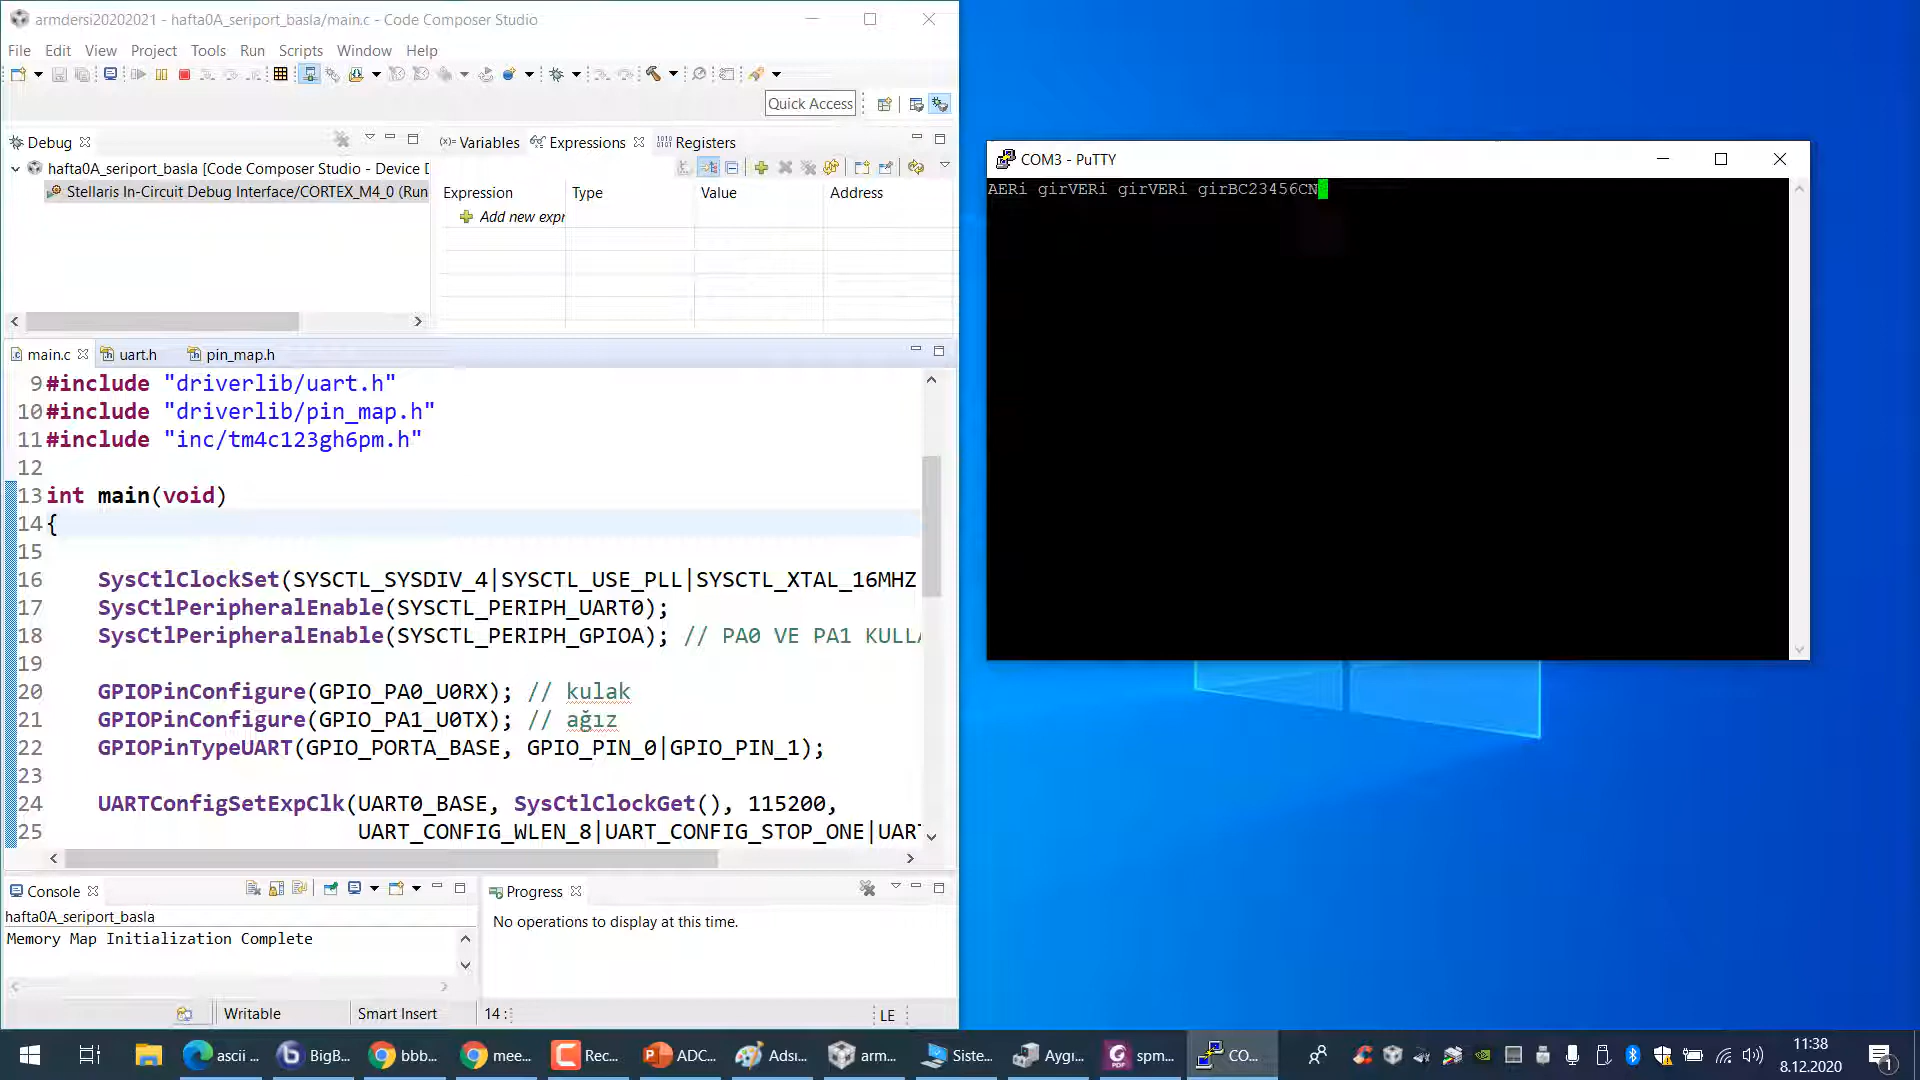 armdersi20202021 - hafta0A_seriport_basla/main.c - Code Composer Studio
File Edit View Project Tools Run Scripts Window Help
Quick Access
Debug
hafta0A_seriport_basla [Code Composer Studio - Device D
Stellaris In-Circuit Debug Interface/CORTEX_M4_0 (Run
(x)= Variables Expressions Registers
Expression Type Value Address
Add new expr
main.c uart.h pin_map.h
9 #include "driverlib/uart.h"
10 #include "driverlib/pin_map.h"
11 #include "inc/tm4c123gh6pm.h"
12
13 int main(void)
14 {
15
16 SysCtlClockSet(SYSCTL_SYSDIV_4|SYSCTL_USE_PLL|SYSCTL_XTAL_16MHZ
17 SysCtlPeripheralEnable(SYSCTL_PERIPH_UART0);
18 SysCtlPeripheralEnable(SYSCTL_PERIPH_GPIOA); // PA0 VE PA1 KULLA
19
20 GPIOPinConfigure(GPIO_PA0_U0RX); // kulak
21 GPIOPinConfigure(GPIO_PA1_U0TX); // ağız
22 GPIOPinTypeUART(GPIO_PORTA_BASE, GPIO_PIN_0|GPIO_PIN_1);
23
24 UARTConfigSetExpClk(UART0_BASE, SysCtlClockGet(), 115200,
25 UART_CONFIG_WLEN_8|UART_CONFIG_STOP_ONE|UAR
Console
hafta0A_seriport_basla
Memory Map Initialization Complete
Progress
No operations to display at this time.
Writable Smart Insert 14 : LE
COM3 - PuTTY
AERi girVERi girVERi girBC23456CN
ascii ... BigB... bbb... mee... Rec... ADC... Ads... arm... Siste... Aygı... spm... CO...
11:38
8.12.2020
1